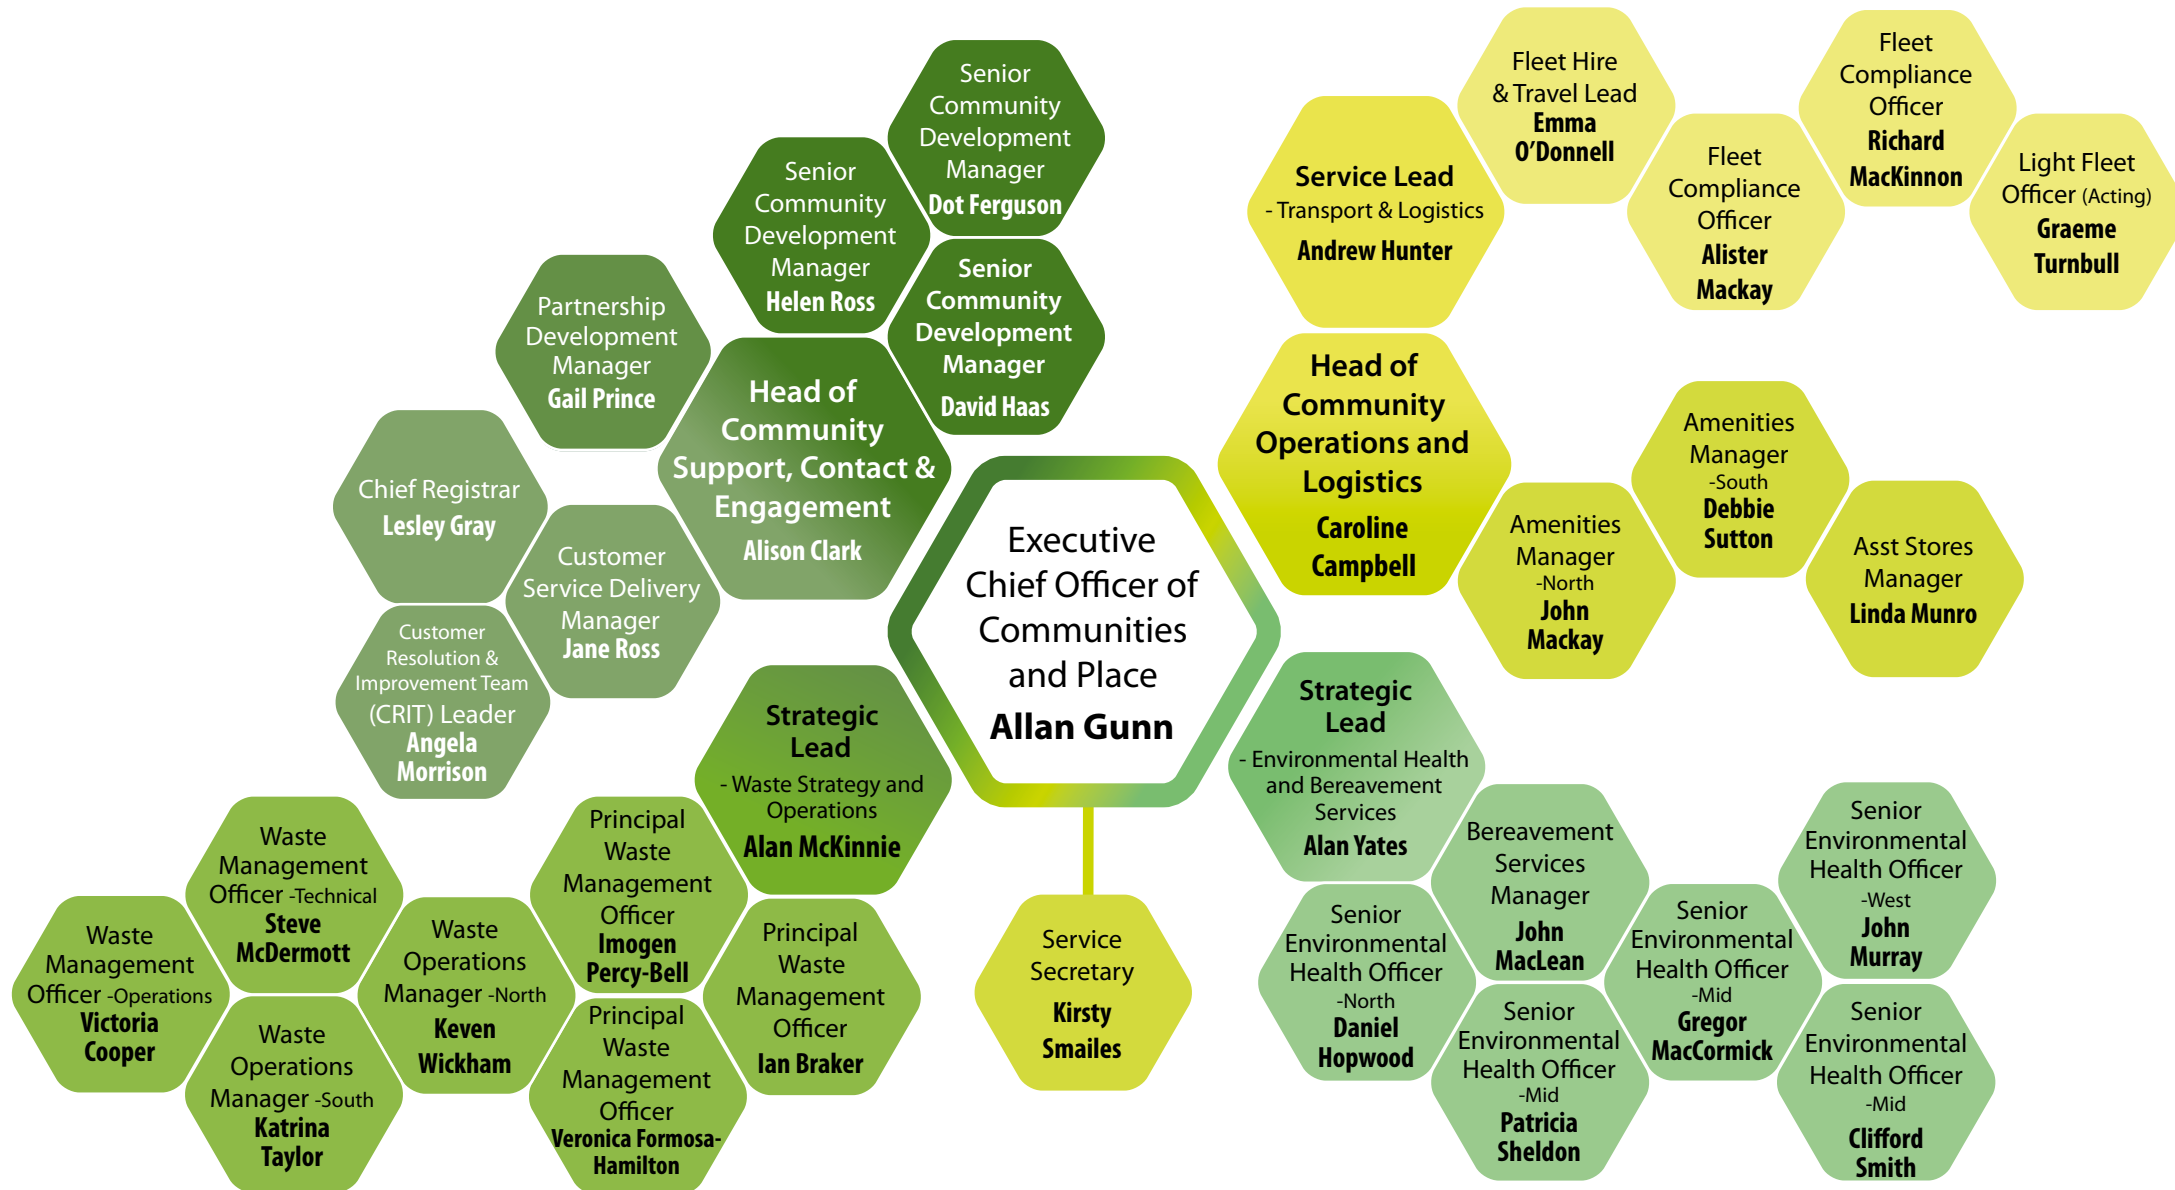 Senior
Community
Development
Manager
Dot Ferguson
Senior
Community
Development
Manager
Helen Ross
Senior
Community
Development
Manager
David Haas
Partnership
Development
Manager
Gail Prince
Head of
Community
Support, Contact &
Engagement
Alison Clark
Chief Registrar
Lesley Gray
Customer
Service Delivery
Manager
Jane Ross
Customer
Resolution &
Improvement Team
(CRIT) Leader
Angela
Morrison
Service Lead
- Transport & Logistics
Andrew Hunter
Fleet Hire
& Travel Lead
Emma
O'Donnell
Fleet
Compliance
Officer
Alister
Mackay
Fleet
Compliance
Officer
Richard
MacKinnon
Light Fleet
Officer (Acting)
Graeme
Turnbull
Head of
Community
Operations and
Logistics
Caroline
Campbell
Amenities
Manager
-North
John
Mackay
Amenities
Manager
-South
Debbie
Sutton
Asst Stores
Manager
Linda Munro
Executive
Chief Officer of
Communities
and Place
Allan Gunn
Strategic
Lead
- Waste Strategy and
Operations
Alan McKinnie
Waste
Management
Officer -Operations
Victoria
Cooper
Waste
Management
Officer -Technical
Steve
McDermott
Waste
Operations
Manager -South
Katrina
Taylor
Waste
Operations
Manager -North
Keven
Wickham
Principal
Waste
Management
Officer
Imogen
Percy-Bell
Principal
Waste
Management
Officer
Veronica Formosa-
Hamilton
Principal
Waste
Management
Officer
Ian Braker
Service
Secretary
Kirsty
Smailes
Strategic
Lead
- Environmental Health
and Bereavement
Services
Alan Yates
Bereavement
Services
Manager
John
MacLean
Senior
Environmental
Health Officer
-North
Daniel
Hopwood
Senior
Environmental
Health Officer
-Mid
Patricia
Sheldon
Senior
Environmental
Health Officer
-Mid
Gregor
MacCormick
Senior
Environmental
Health Officer
-West
John
Murray
Senior
Environmental
Health Officer
-Mid
Clifford
Smith